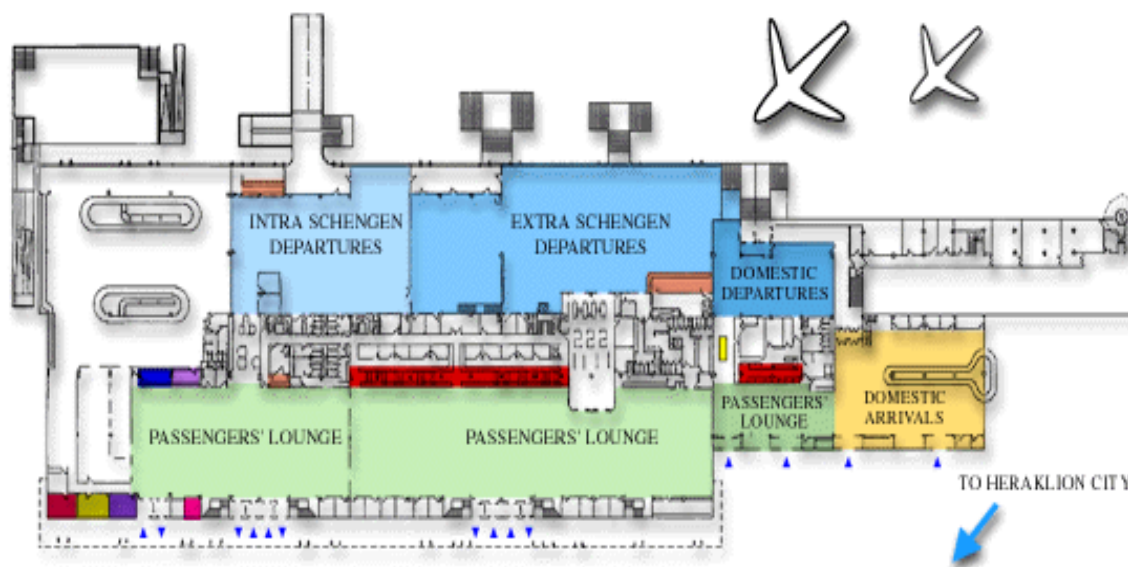 INTRA SCHENGEN
DEPARTURES
EXTRA SCHENGEN
DEPARTURES
DOMESTIC
DEPARTURES
PASSENGERS' LOUNGE
PASSENGERS' LOUNGE
PASSENGERS'
LOUNGE
DOMESTIC
ARRIVALS
TO HERAKLION CITY